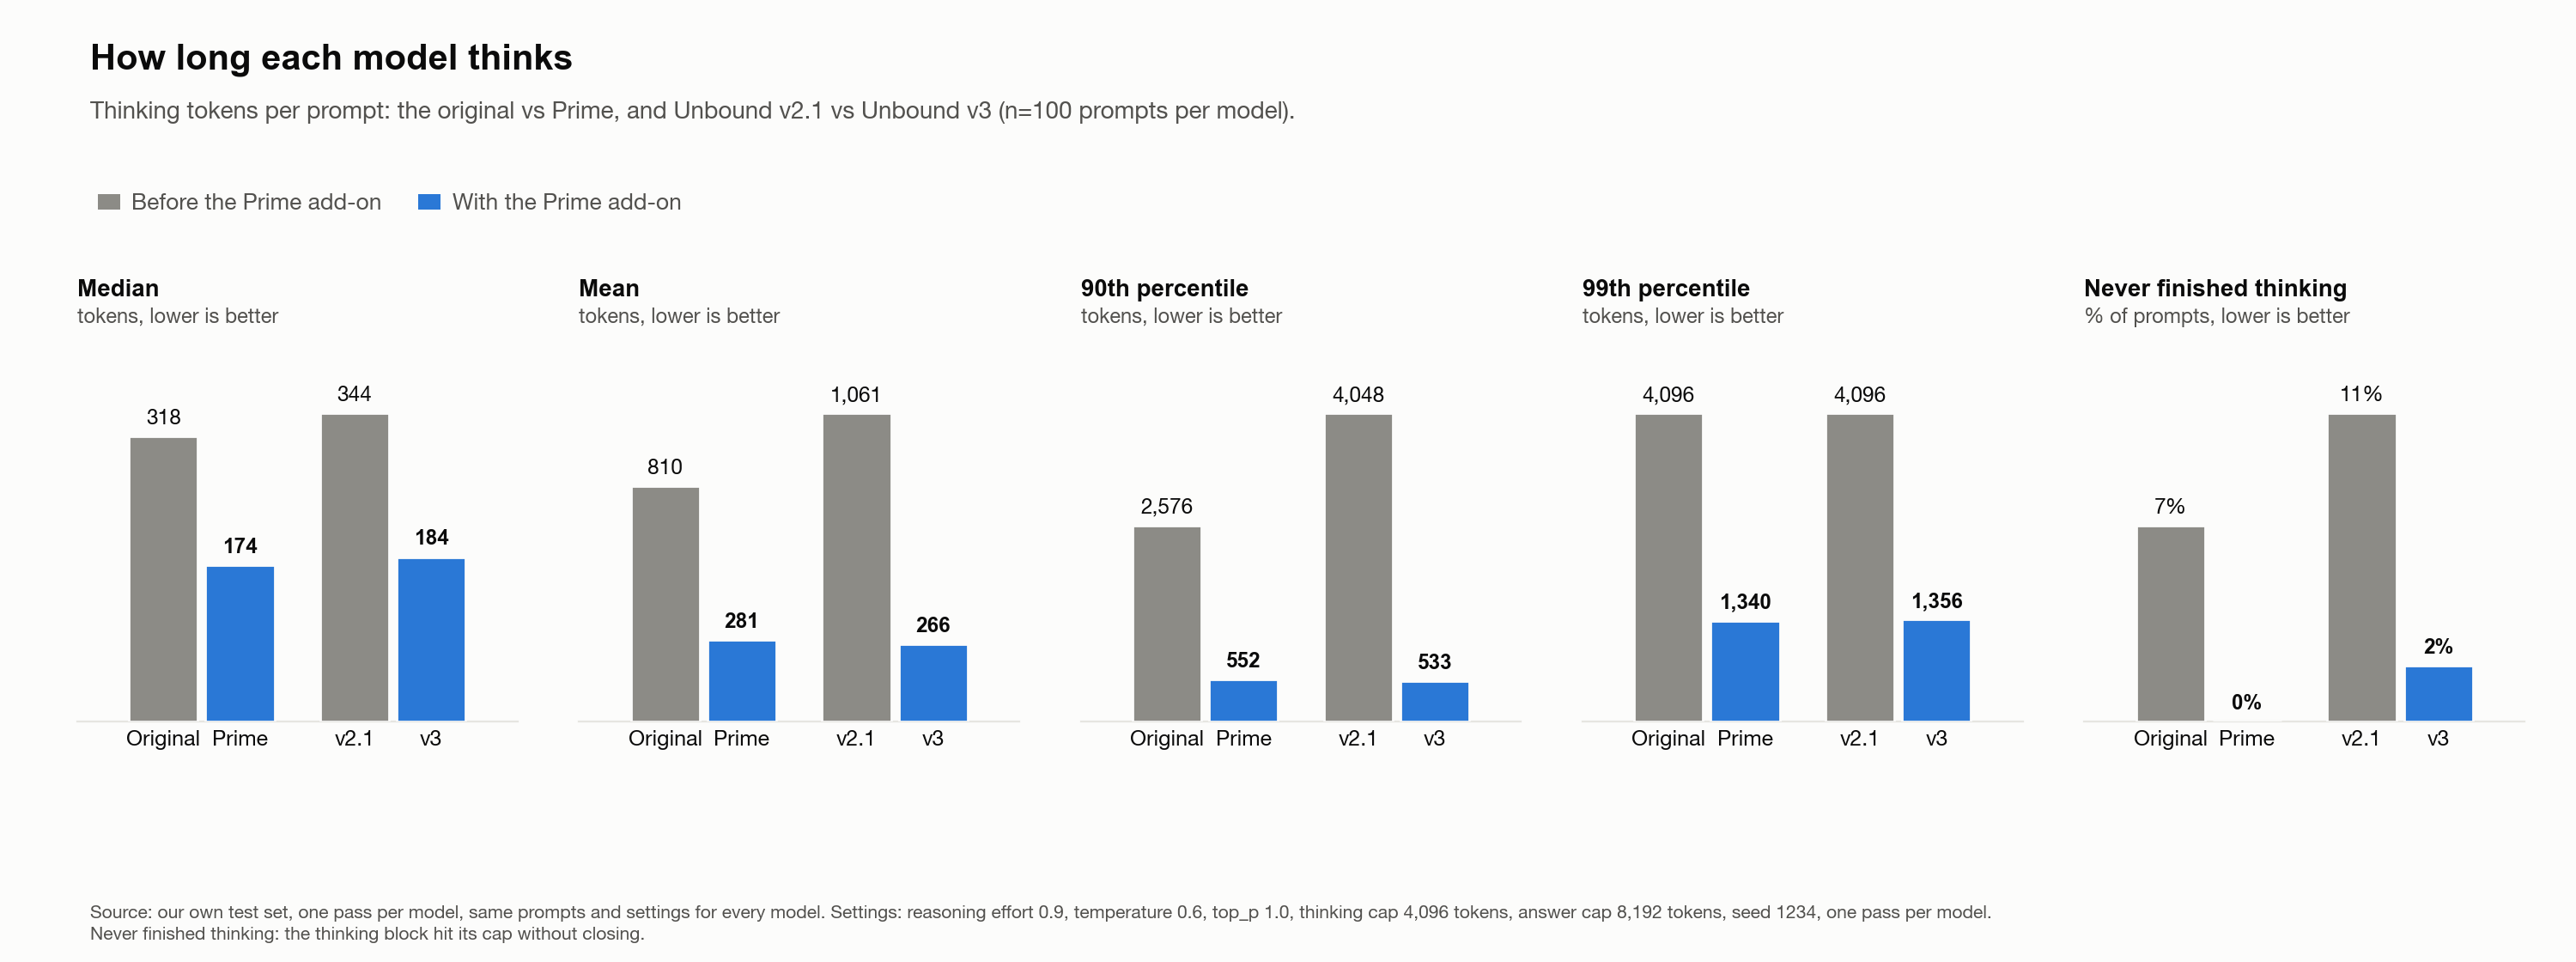 How long each model thinks
Thinking tokens per prompt: the original vs Prime, and Unbound v2.1 vs Unbound v3 (n=100 prompts per model).
Before the Prime add-on
With the Prime add-on
Median
tokens, lower is better
318
174
344
184
Original
Prime
v2.1
v3
Mean
tokens, lower is better
810
281
1,061
266
Original
Prime
v2.1
v3
90th percentile
tokens, lower is better
2,576
552
4,048
533
Original
Prime
v2.1
v3
99th percentile
tokens, lower is better
4,096
1,340
4,096
1,356
Original
Prime
v2.1
v3
Never finished thinking
% of prompts, lower is better
7%
0%
11%
2%
Original
Prime
v2.1
v3
Source: our own test set, one pass per model, same prompts and settings for every model. Settings: reasoning effort 0.9, temperature 0.6, top_p 1.0, thinking cap 4,096 tokens, answer cap 8,192 tokens, seed 1234, one pass per model.
Never finished thinking: the thinking block hit its cap without closing.